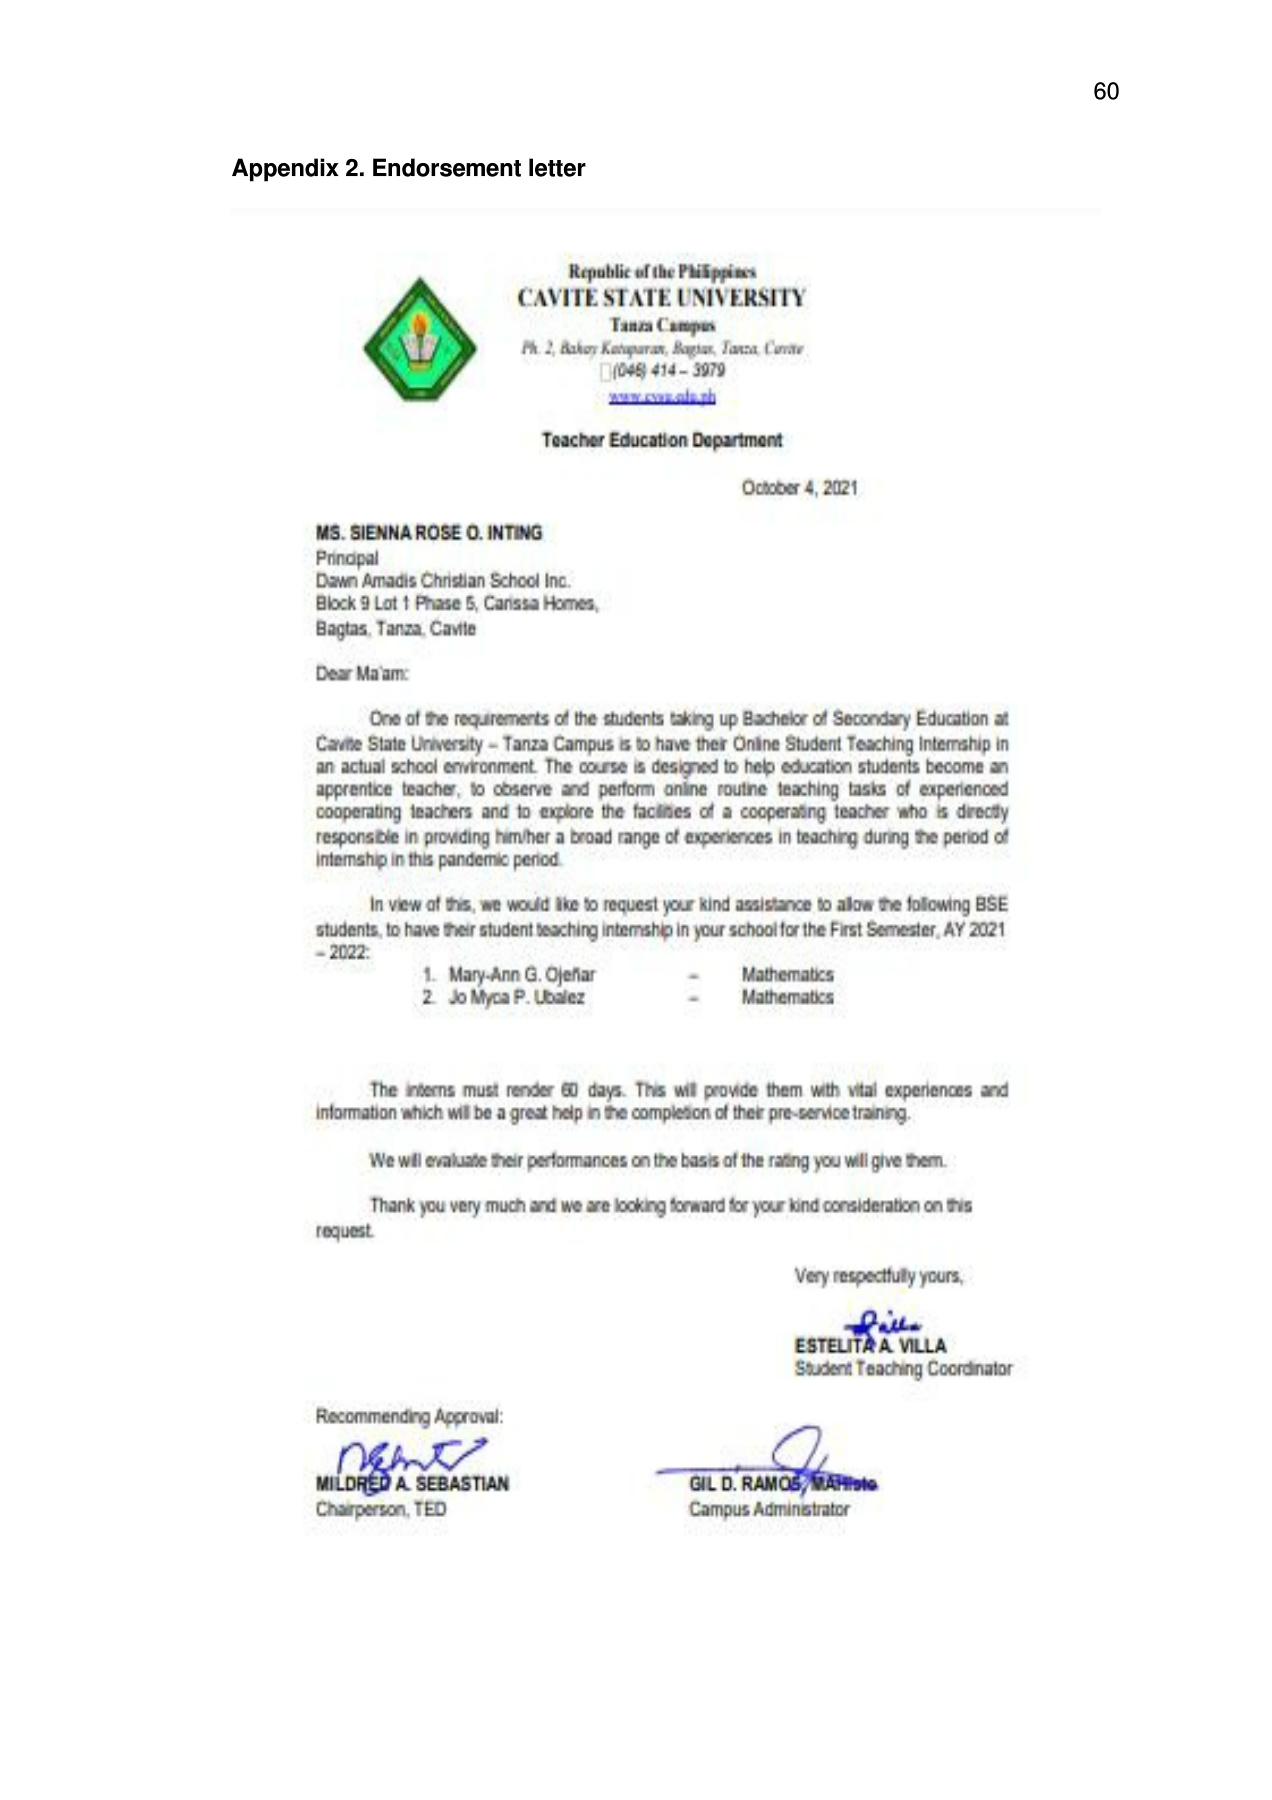 60
Appendix 2. Endorsement letter
Republic of the Philippines
CAVITE STATE UNIVERSITY
Tanza Campus
Ph. 2, Bahay Katuparan, Bagtas, Tanza, Cavite
(046) 414 – 3979
www.cvsu.edu.ph
Teacher Education Department
October 4, 2021
MS. SIENNA ROSE O. INTING
Principal
Dawn Amadis Christian School Inc.
Block 9 Lot 1 Phase 5, Carissa Homes,
Bagtas, Tanza, Cavite
Dear Ma'am:
One of the requirements of the students taking up Bachelor of Secondary Education at
Cavite State University – Tanza Campus is to have their Online Student Teaching Internship in
an actual school environment. The course is designed to help education students become an
apprentice teacher, to observe and perform online routine teaching tasks of experienced
cooperating teachers and to explore the facilities of a cooperating teacher who is directly
responsible in providing him/her a broad range of experiences in teaching during the period of
internship in this pandemic period.
In view of this, we would like to request your kind assistance to allow the following BSE
students, to have their student teaching internship in your school for the First Semester, AY 2021
– 2022:
1. Mary-Ann G. Ojeñar – Mathematics
2. Jo Myca P. Ubalez – Mathematics
The interns must render 60 days. This will provide them with vital experiences and
information which will be a great help in the completion of their pre-service training.
We will evaluate their performances on the basis of the rating you will give them.
Thank you very much and we are looking forward for your kind consideration on this
request.
Very respectfully yours,
ESTELITA A. VILLA
Student Teaching Coordinator
Recommending Approval:
MILDRED A. SEBASTIAN
Chairperson, TED
GIL D. RAMOS, MAHisto
Campus Administrator